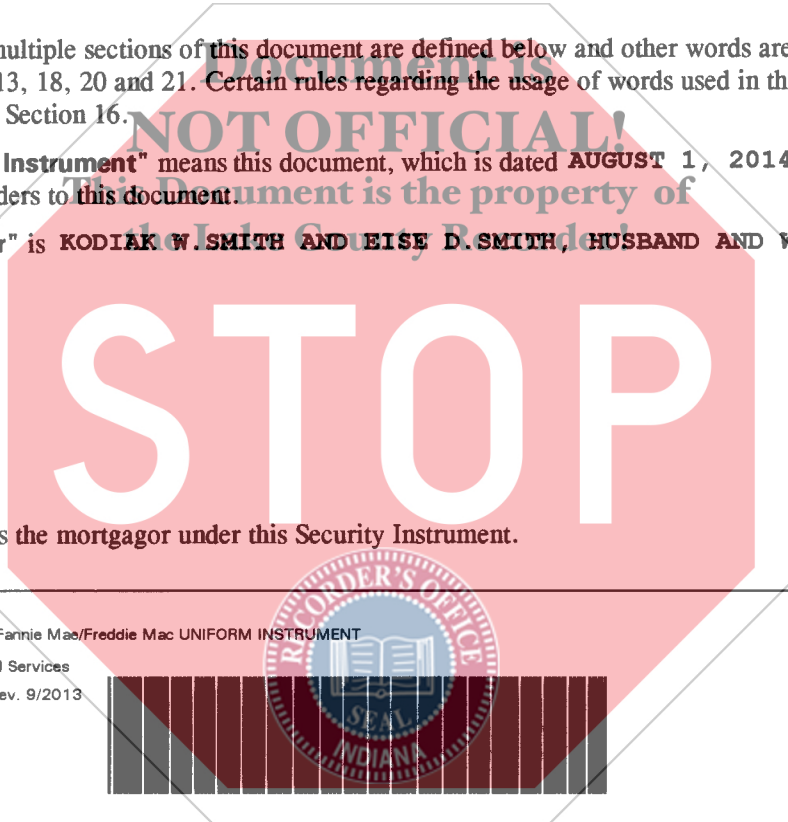 multiple sections of this document are defined below and other words are
13, 18, 20 and 21. Certain rules regarding the usage of words used in th
Section 16.
Instrument" means this document, which is dated AUGUST 1, 2014
ders to this document.
r" is KODIAK W.SMITH AND EISE D.SMITH, HUSBAND AND W
s the mortgagor under this Security Instrument.
Fannie Mae/Freddie Mac UNIFORM INSTRUMENT
Services
ev. 9/2013
Document is
NOT OFFICIAL!
This Document is the property of
the Lake County Recorder!
STOP
RECORDER'S OFFICE
SEAL
INDIANA